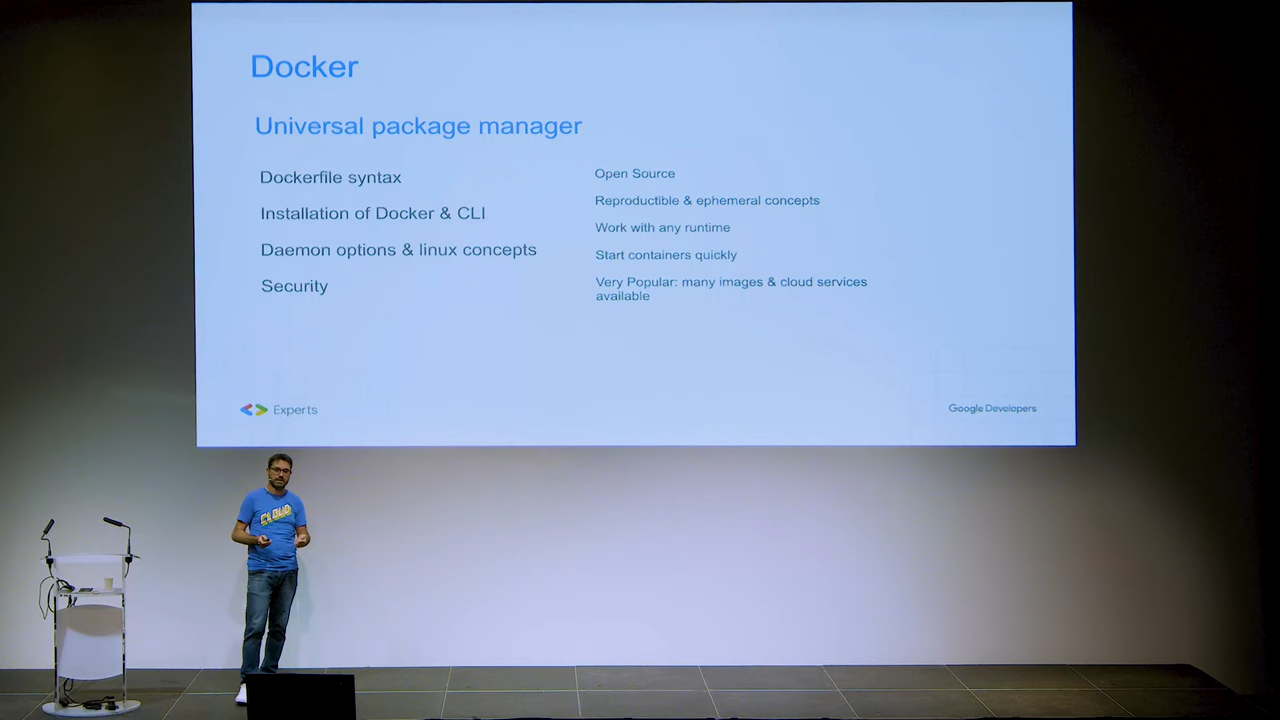 Docker
Universal package manager
Dockerfile syntax
Installation of Docker & CLI
Daemon options & linux concepts
Security
Open Source
Reproductible & ephemeral concepts
Work with any runtime
Start containers quickly
Very Popular: many images & cloud services
available
Experts
Google Developers
CLOUD